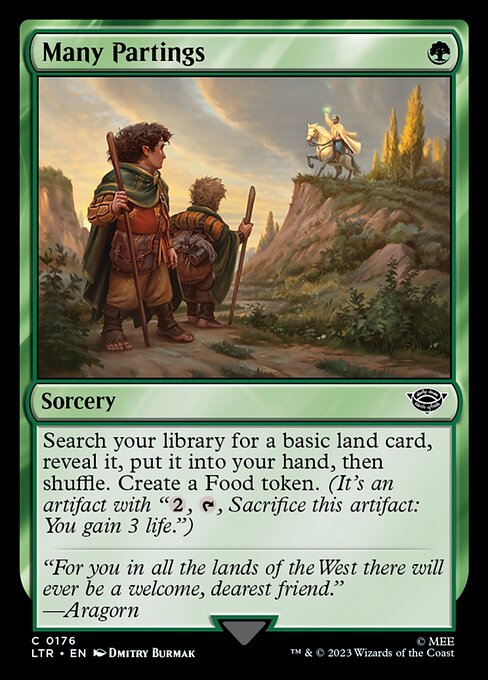 Many Partings
Sorcery
Search your library for a basic land card,
reveal it, put it into your hand, then
shuffle. Create a Food token. (It's an
artifact with “2, , Sacrifice this artifact:
You gain 3 life.”)
“For you in all the lands of the West there will
ever be a welcome, dearest friend.”
—Aragorn
C 0176
LTR • EN Dmitry Burmak
© MEE
™ & © 2023 Wizards of the Coast